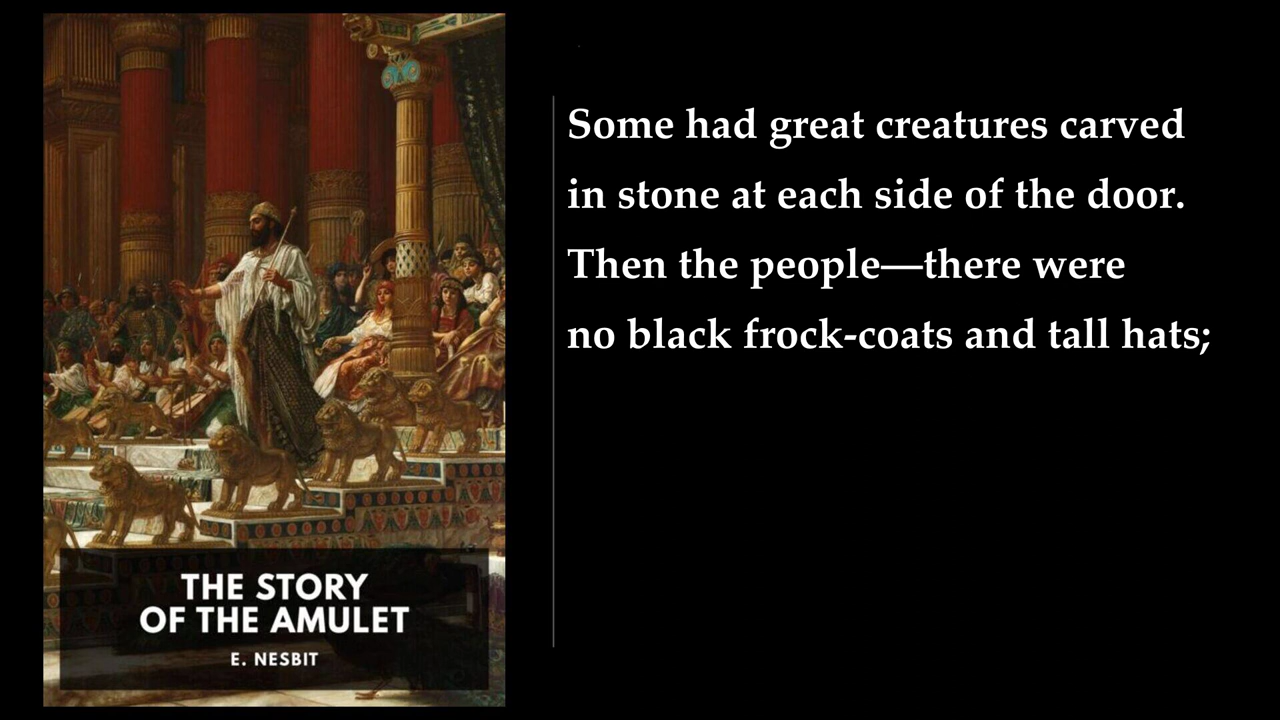 Some had great creatures carved
in stone at each side of the door.
Then the people—there were
no black frock-coats and tall hats;
THE STORY
OF THE AMULET
E. NESBIT